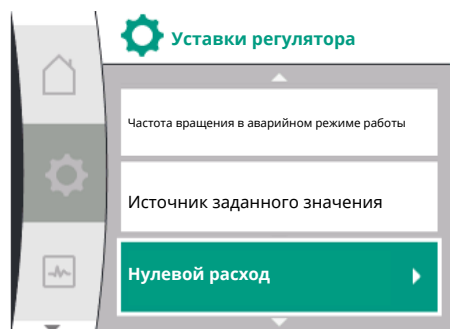 Уставки регулятора
Частота вращения в аварийном режиме работы
Источник заданного значения
Нулевой расход